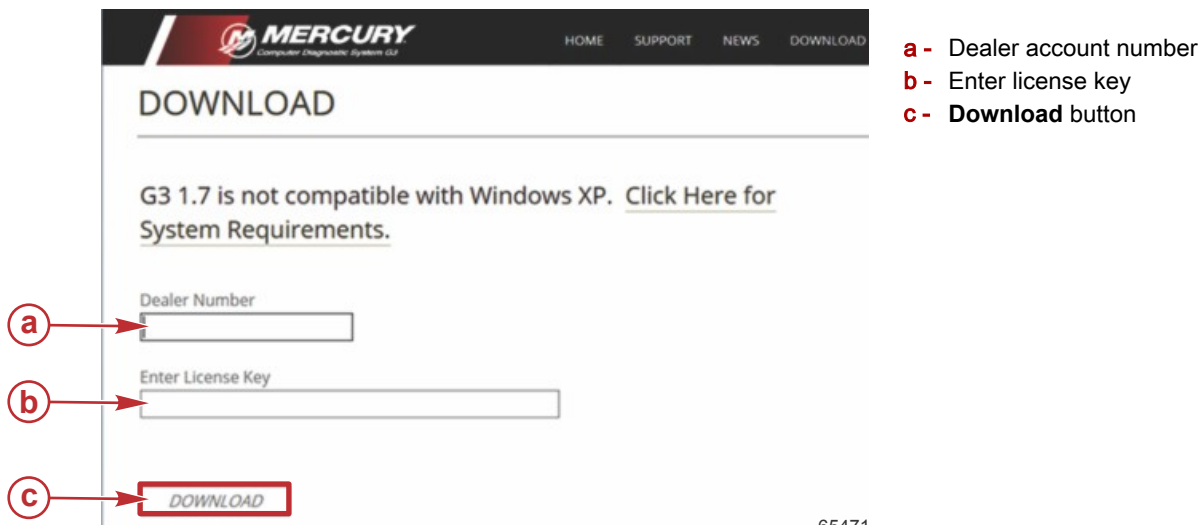 MERCURY
Computer Diagnostic System G3
HOME SUPPORT NEWS DOWNLOAD
DOWNLOAD
G3 1.7 is not compatible with Windows XP. Click Here for
System Requirements.
Dealer Number
a
Enter License Key
b
c
DOWNLOAD
65471
a - Dealer account number
b - Enter license key
c - Download button